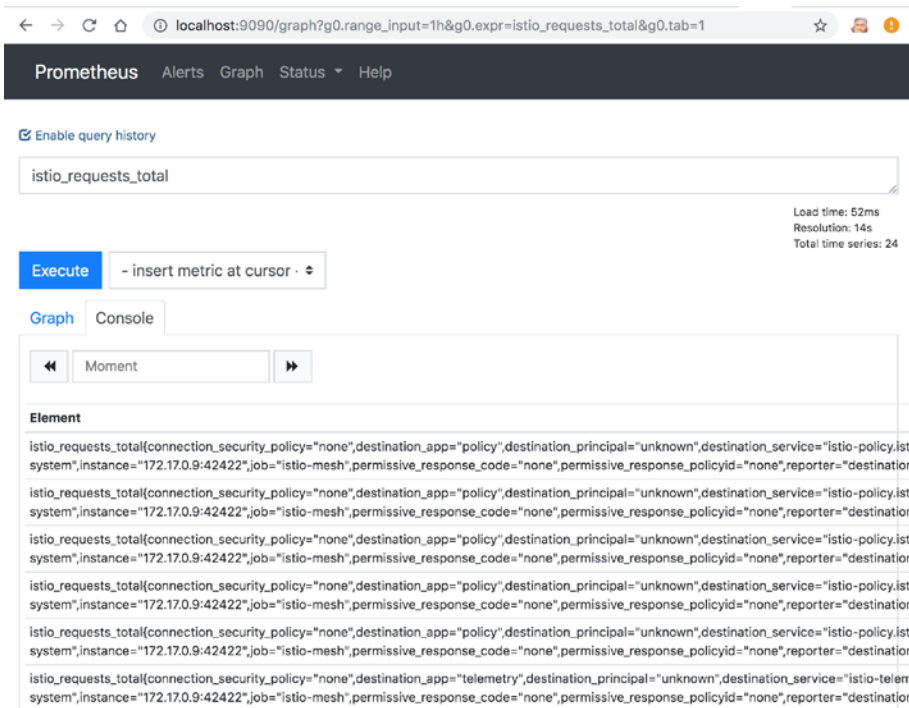 localhost:9090/graph?g0.range_input=1h&g0.expr=istio_requests_total&g0.tab=1
Prometheus Alerts Graph Status Help
Enable query history
istio_requests_total
Load time: 52ms
Resolution: 14s
Total time series: 24
Execute - insert metric at cursor -
Graph Console
Moment
Element
istio_requests_total{connection_security_policy="none",destination_app="policy",destination_principal="unknown",destination_service="istio-policy.ist
system",instance="172.17.0.9:42422",job="istio-mesh",permissive_response_code="none",permissive_response_policyid="none",reporter="destination
istio_requests_total{connection_security_policy="none",destination_app="policy",destination_principal="unknown",destination_service="istio-policy.ist
system",instance="172.17.0.9:42422",job="istio-mesh",permissive_response_code="none",permissive_response_policyid="none",reporter="destination
istio_requests_total{connection_security_policy="none",destination_app="policy",destination_principal="unknown",destination_service="istio-policy.ist
system",instance="172.17.0.9:42422",job="istio-mesh",permissive_response_code="none",permissive_response_policyid="none",reporter="destination
istio_requests_total{connection_security_policy="none",destination_app="policy",destination_principal="unknown",destination_service="istio-policy.ist
system",instance="172.17.0.9:42422",job="istio-mesh",permissive_response_code="none",permissive_response_policyid="none",reporter="destination
istio_requests_total{connection_security_policy="none",destination_app="policy",destination_principal="unknown",destination_service="istio-policy.ist
system",instance="172.17.0.9:42422",job="istio-mesh",permissive_response_code="none",permissive_response_policyid="none",reporter="destination
istio_requests_total{connection_security_policy="none",destination_app="telemetry",destination_principal="unknown",destination_service="istio-telem
system",instance="172.17.0.9:42422",job="istio-mesh",permissive_response_code="none",permissive_response_policyid="none",reporter="destination